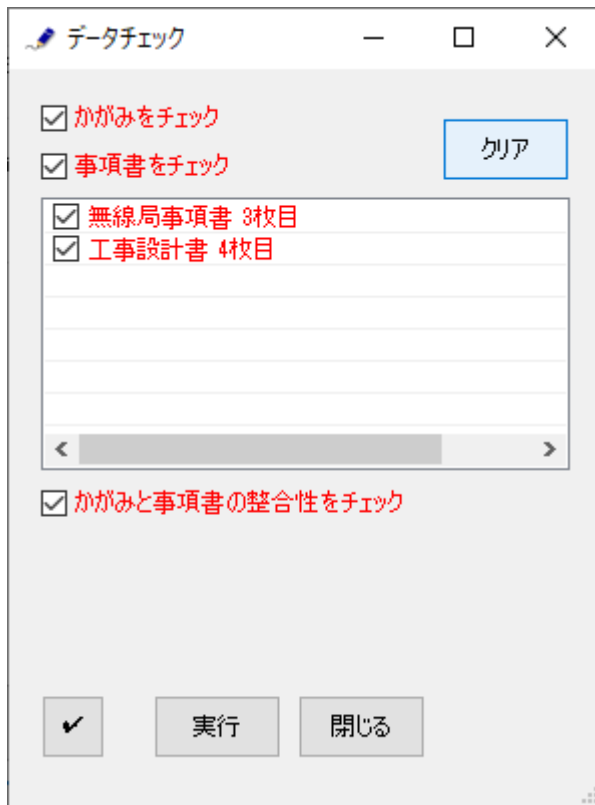 データチェック
かがみをチェック
クリア
事項書をチェック
無線局事項書 3枚目
工事設計書 4枚目
かがみと事項書の整合性をチェック
実行
閉じる